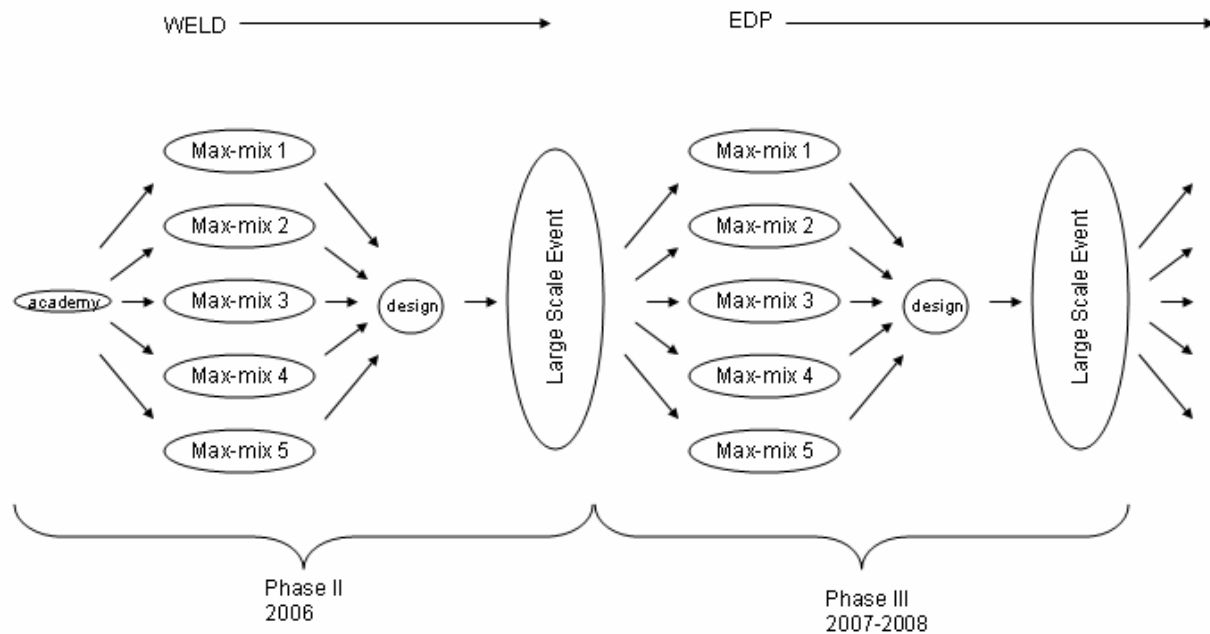 WELD
EDP
academy
Max-mix 1
Max-mix 2
Max-mix 3
Max-mix 4
Max-mix 5
design
Large Scale Event
Max-mix 1
Max-mix 2
Max-mix 3
Max-mix 4
Max-mix 5
design
Large Scale Event
Phase II
2006
Phase III
2007-2008